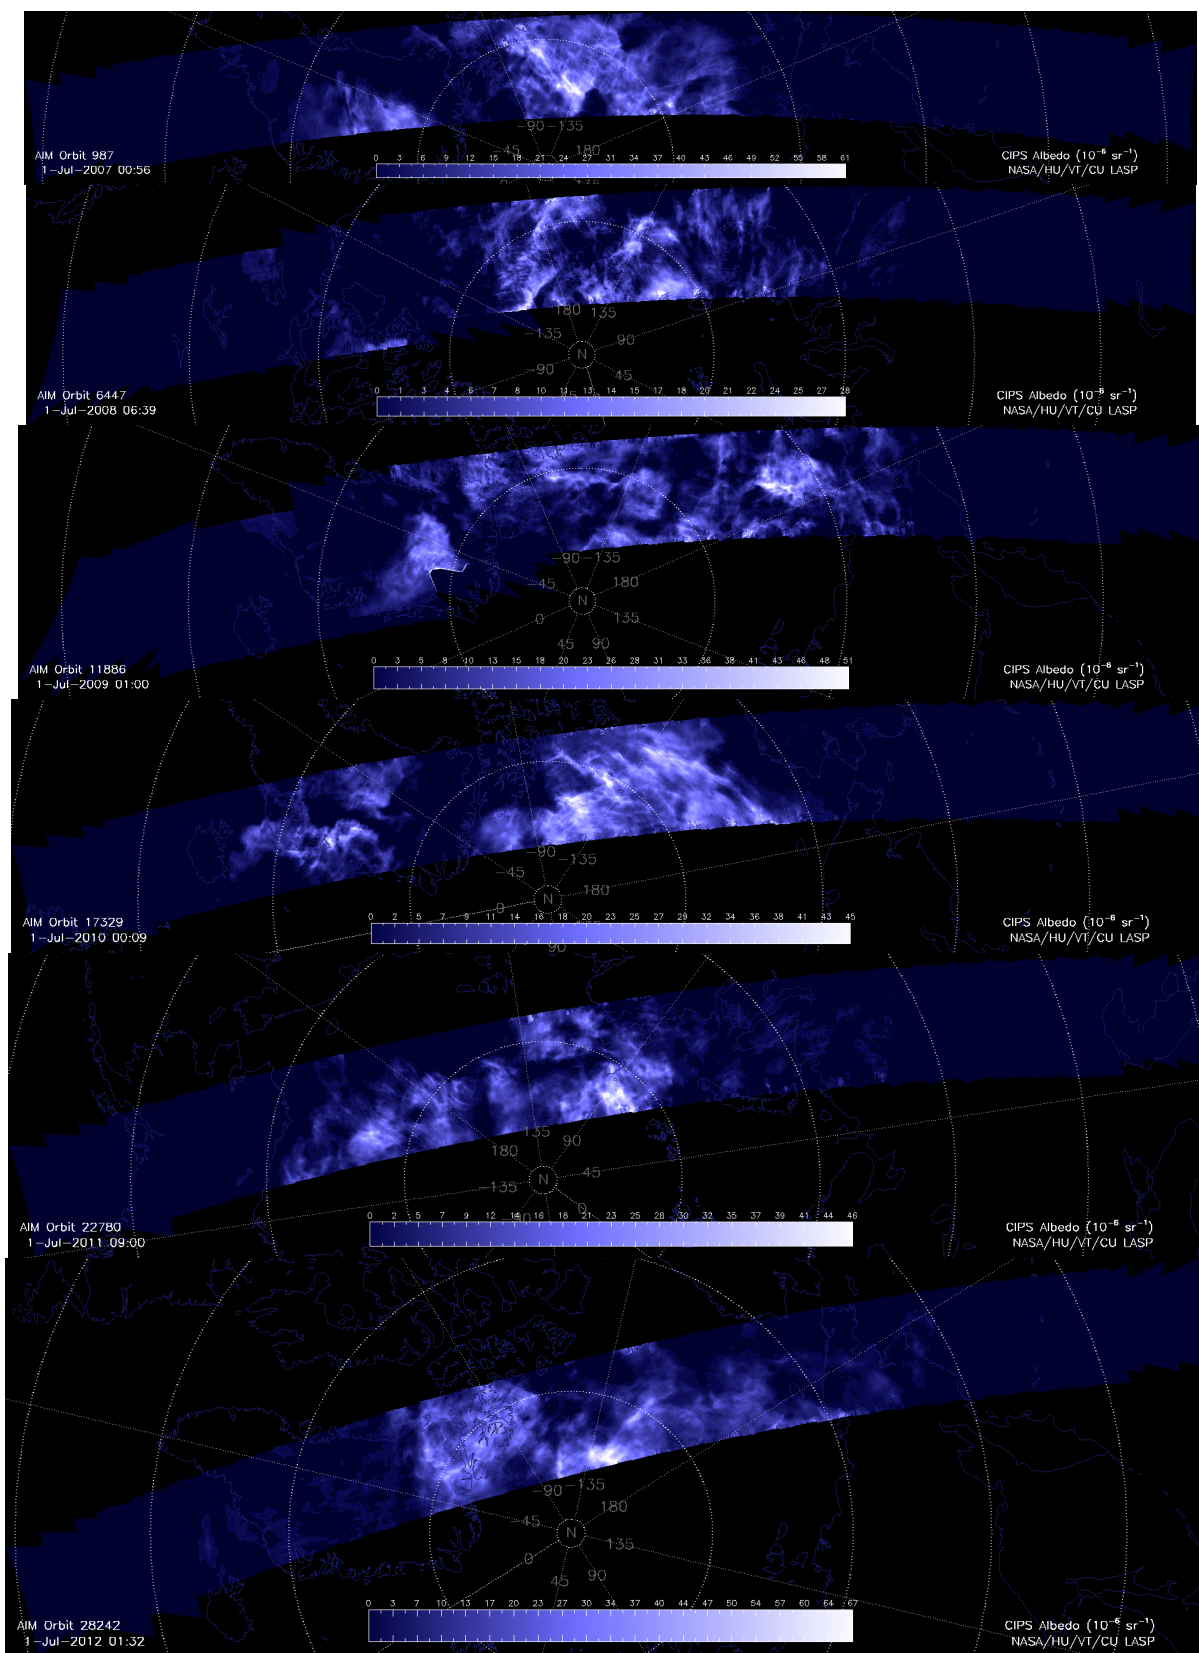 -90 -135
-45 180
AIM Orbit 987
1-Jul-2007 00:56
0 3 6 9 12 15 18 21 24 27 31 34 37 40 43 46 49 52 55 58 61
CIPS Albedo (10⁻⁶ sr⁻¹)
NASA/HU/VT/CU LASP
180 135
-135 90
N
-90 45
AIM Orbit 6447
1-Jul-2008 06:39
0 1 3 4 6 7 8 10 11 13 14 15 17 18 20 21 22 24 25 27 28
CIPS Albedo (10⁻⁶ sr⁻¹)
NASA/HU/VT/CU LASP
-90 -135
-45 180
N
0 135
45 90
AIM Orbit 11886
1-Jul-2009 01:00
0 3 5 8 10 13 15 18 20 23 26 28 31 33 36 38 41 43 46 48 51
CIPS Albedo (10⁻⁶ sr⁻¹)
NASA/HU/VT/CU LASP
-90 -135
-45 180
N
0
90
AIM Orbit 17329
1-Jul-2010 00:09
0 2 5 7 9 11 14 16 18 20 23 25 27 29 32 34 36 38 41 43 45
CIPS Albedo (10⁻⁶ sr⁻¹)
NASA/HU/VT/CU LASP
135 90
180 45
N
-135 0
-90
AIM Orbit 22780
1-Jul-2011 09:00
0 2 5 7 9 12 14 16 18 21 23 25 28 30 32 35 37 39 41 44 46
CIPS Albedo (10⁻⁶ sr⁻¹)
NASA/HU/VT/CU LASP
-90 -135
-45 180
N
0 135
45 90
AIM Orbit 28242
1-Jul-2012 01:32
0 3 7 10 13 17 20 23 27 30 34 37 40 44 47 50 54 57 60 64 67
CIPS Albedo (10⁻⁶ sr⁻¹)
NASA/HU/VT/CU LASP